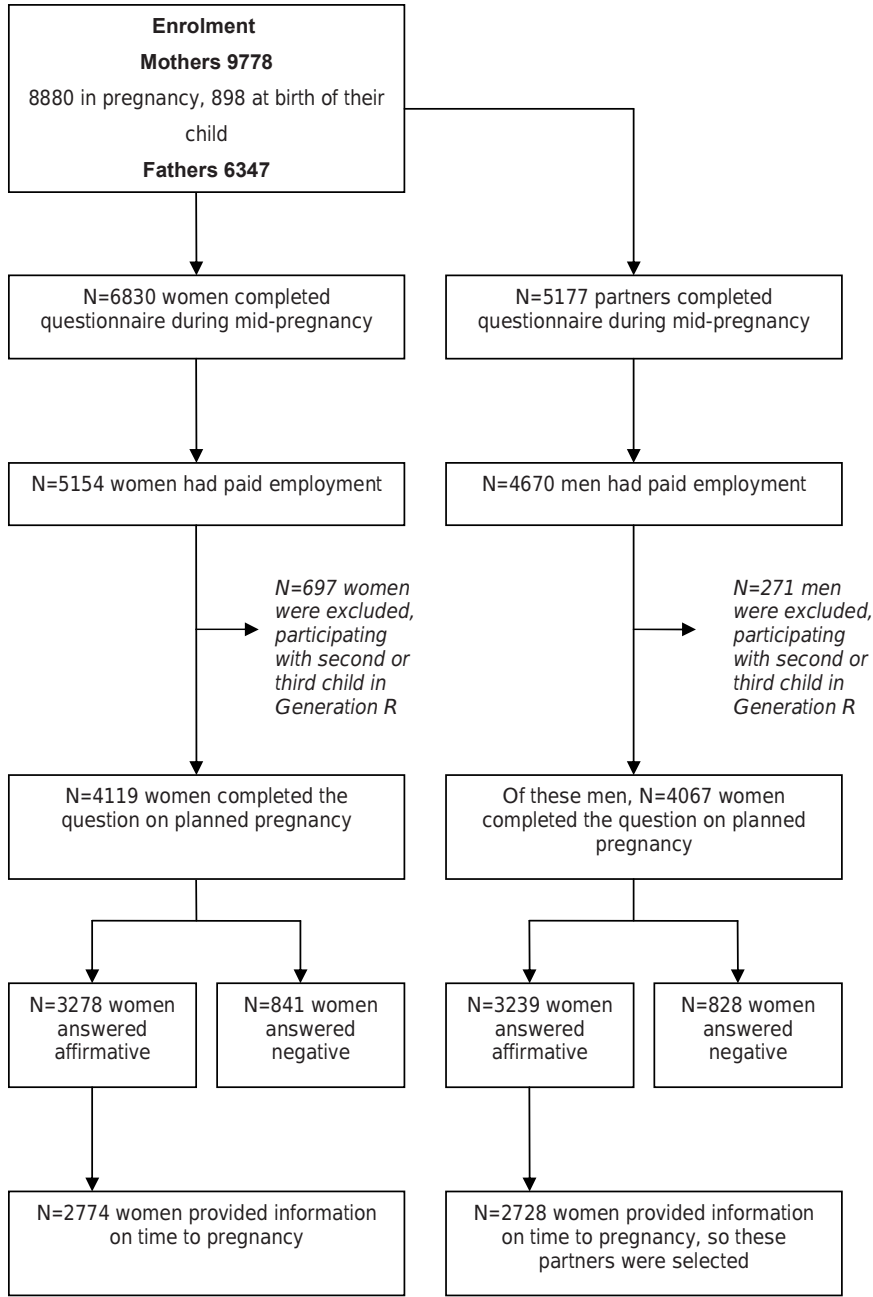 Enrolment
Mothers 9778
8880 in pregnancy, 898 at birth of their
child
Fathers 6347
N=6830 women completed
questionnaire during mid-pregnancy
N=5177 partners completed
questionnaire during mid-pregnancy
N=5154 women had paid employment
N=4670 men had paid employment
N=697 women
were excluded,
participating
with second or
third child in
Generation R
N=271 men
were excluded,
participating
with second or
third child in
Generation R
N=4119 women completed the
question on planned pregnancy
Of these men, N=4067 women
completed the question on planned
pregnancy
N=3278 women
answered
affirmative
N=841 women
answered
negative
N=3239 women
answered
affirmative
N=828 women
answered
negative
N=2774 women provided information
on time to pregnancy
N=2728 women provided information
on time to pregnancy, so these
partners were selected